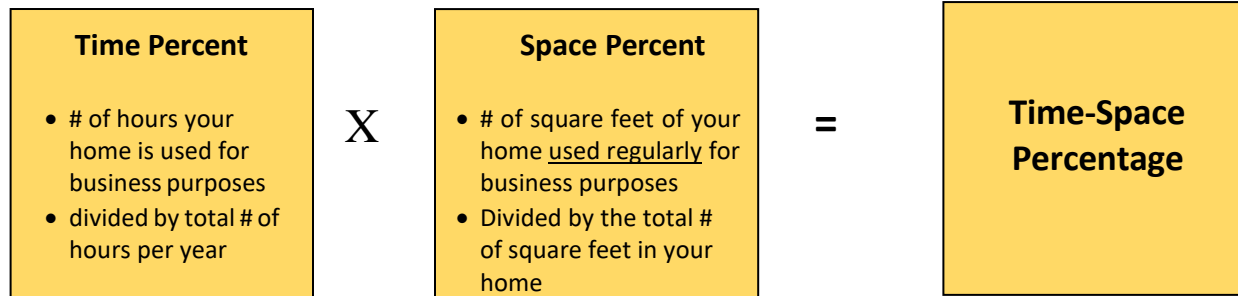 Time Percent
• # of hours your
home is used for
business purposes
• divided by total # of
hours per year
X
Space Percent
• # of square feet of your
home used regularly for
business purposes
• Divided by the total #
of square feet in your
home
=
Time-Space
Percentage